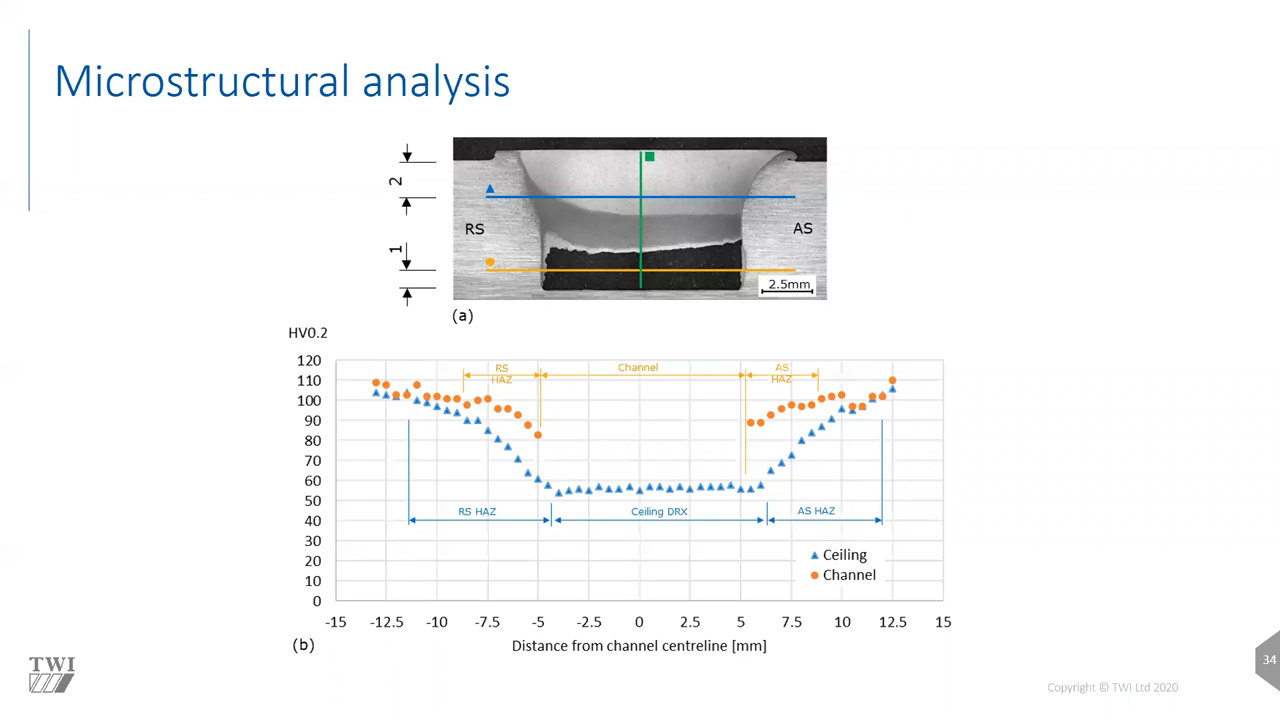 Microstructural analysis
2
1
RS
AS
2.5mm
(a)
HV0.2
120
110
100
90
80
70
60
50
40
30
20
10
0
RS
HAZ
Channel
AS
HAZ
RS HAZ
Ceiling DRX
AS HAZ
Ceiling
Channel
-15 -12.5 -10 -7.5 -5 -2.5 0 2.5 5 7.5 10 12.5 15
Distance from channel centreline [mm]
(b)
TWI
Copyright © TWI Ltd 2020
34